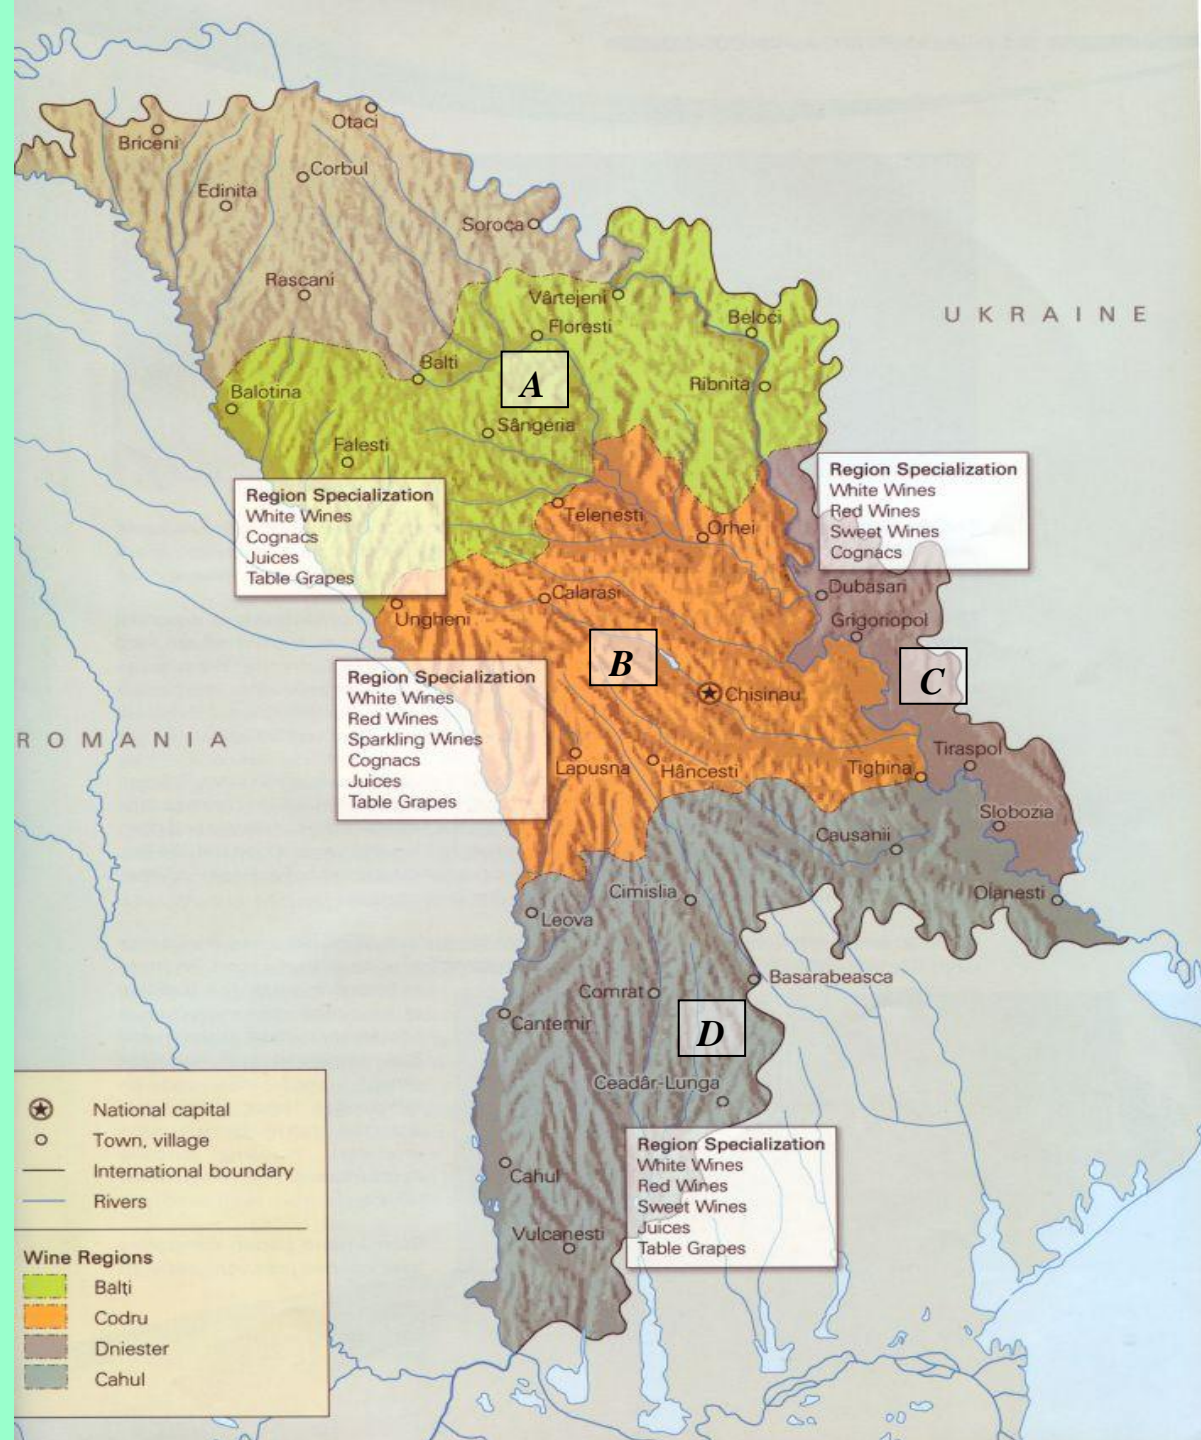 Otaci
Briceni
Corbul
Edinita
Soroca
Rascani
Vârtejeni
UKRAINE
Beloci
Floresti
Balti
A
Ribnita
Balotina
Sângeria
Falesti
Region Specialization
White Wines
Cognacs
Juices
Table Grapes
Region Specialization
White Wines
Red Wines
Sweet Wines
Cognacs
Telenesti
Orhei
Dubasari
Calarasi
Ungheni
Grigoriopol
B
C
Region Specialization
White Wines
Red Wines
Sparkling Wines
Cognacs
Juices
Table Grapes
Chisinau
ROMANIA
Lapusna
Hâncesti
Tighina
Tiraspol
Slobozia
Causanii
Cimislia
Olanesti
Leova
Basarabeasca
Comrat
Cantemir
D
Ceadâr-Lunga
Cahul
Vulcanesti
Region Specialization
White Wines
Red Wines
Sweet Wines
Juices
Table Grapes
National capital
Town, village
International boundary
Rivers
Wine Regions
Balţi
Codru
Dniester
Cahul